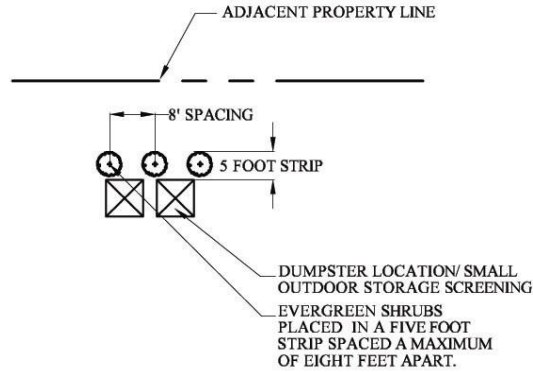 ADJACENT PROPERTY LINE
8' SPACING
5 FOOT STRIP
DUMPSTER LOCATION/ SMALL
OUTDOOR STORAGE SCREENING
EVERGREEN SHRUBS
PLACED IN A FIVE FOOT
STRIP SPACED A MAXIMUM
OF EIGHT FEET APART.